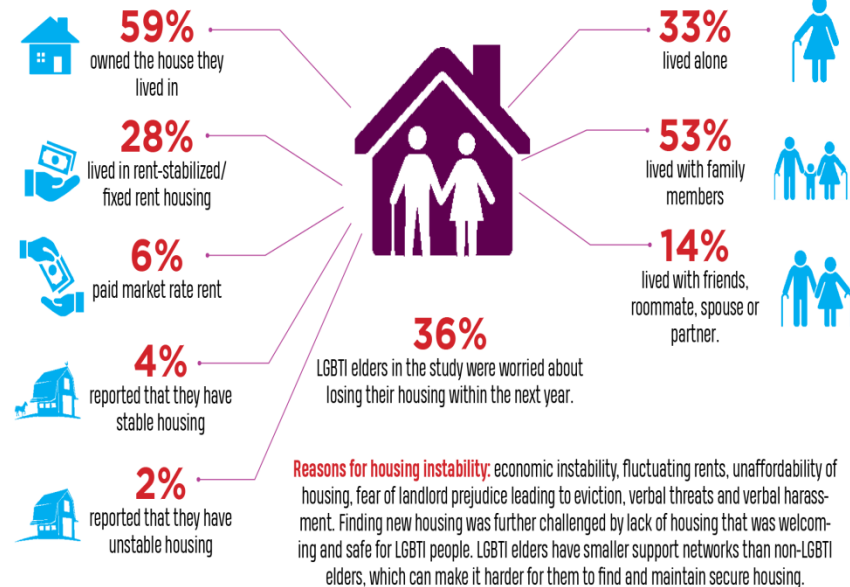 59%
owned the house they
lived in
28%
lived in rent-stabilized/
fixed rent housing
6%
paid market rate rent
4%
reported that they have
stable housing
2%
reported that they have
unstable housing
33%
lived alone
53%
lived with family
members
14%
lived with friends,
roommate, spouse or
partner.
36%
LGBTI elders in the study were worried about
losing their housing within the next year.
Reasons for housing instability: economic instability, fluctuating rents, unaffordability of
housing, fear of landlord prejudice leading to eviction, verbal threats and verbal harass-
ment. Finding new housing was further challenged by lack of housing that was welcom-
ing and safe for LGBTI people. LGBTI elders have smaller support networks than non-LGBTI
elders, which can make it harder for them to find and maintain secure housing.